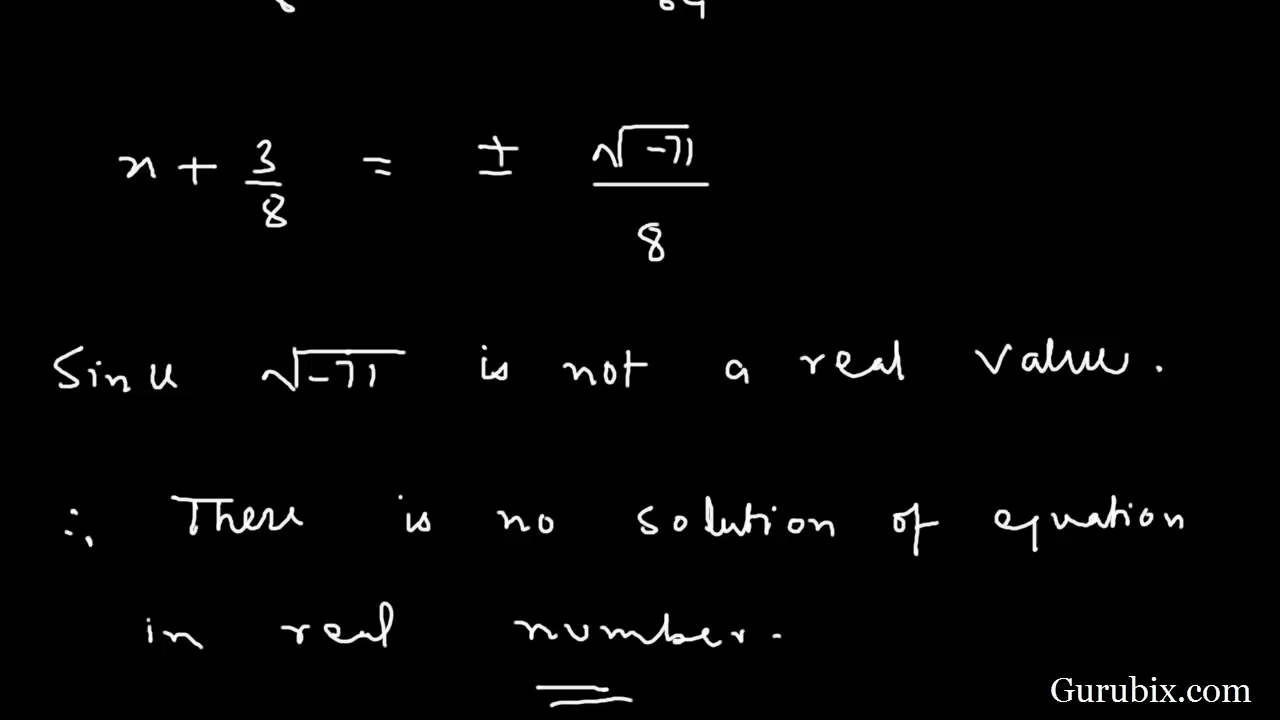 n + 3/8 = ± √-71/8
Since √-71 is not a real value.
∴ There is no solution of equation
in real number.
Gurubix.com